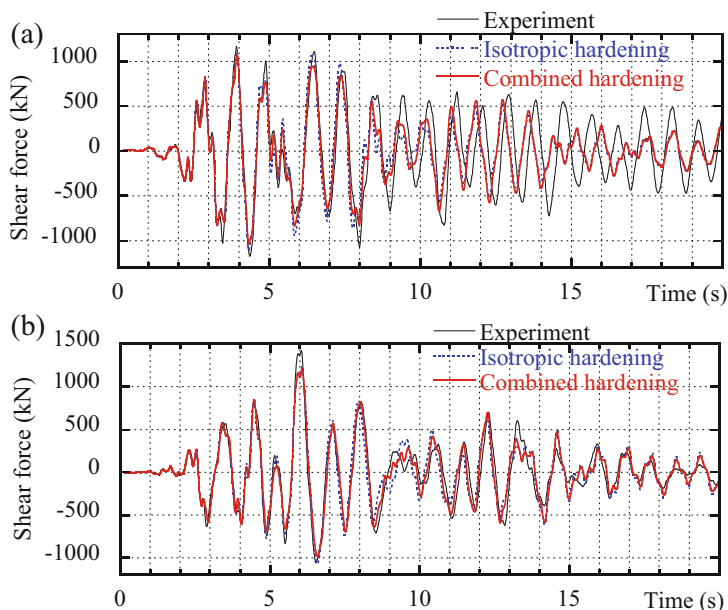 (a)
Experiment
Isotropic hardening
Combined hardening
1000
500
0
-500
-1000
Shear force (kN)
0 5 10 15 Time (s)
(b)
Experiment
Isotropic hardening
Combined hardening
1500
1000
500
0
-500
-1000
Shear force (kN)
0 5 10 15 Time (s)